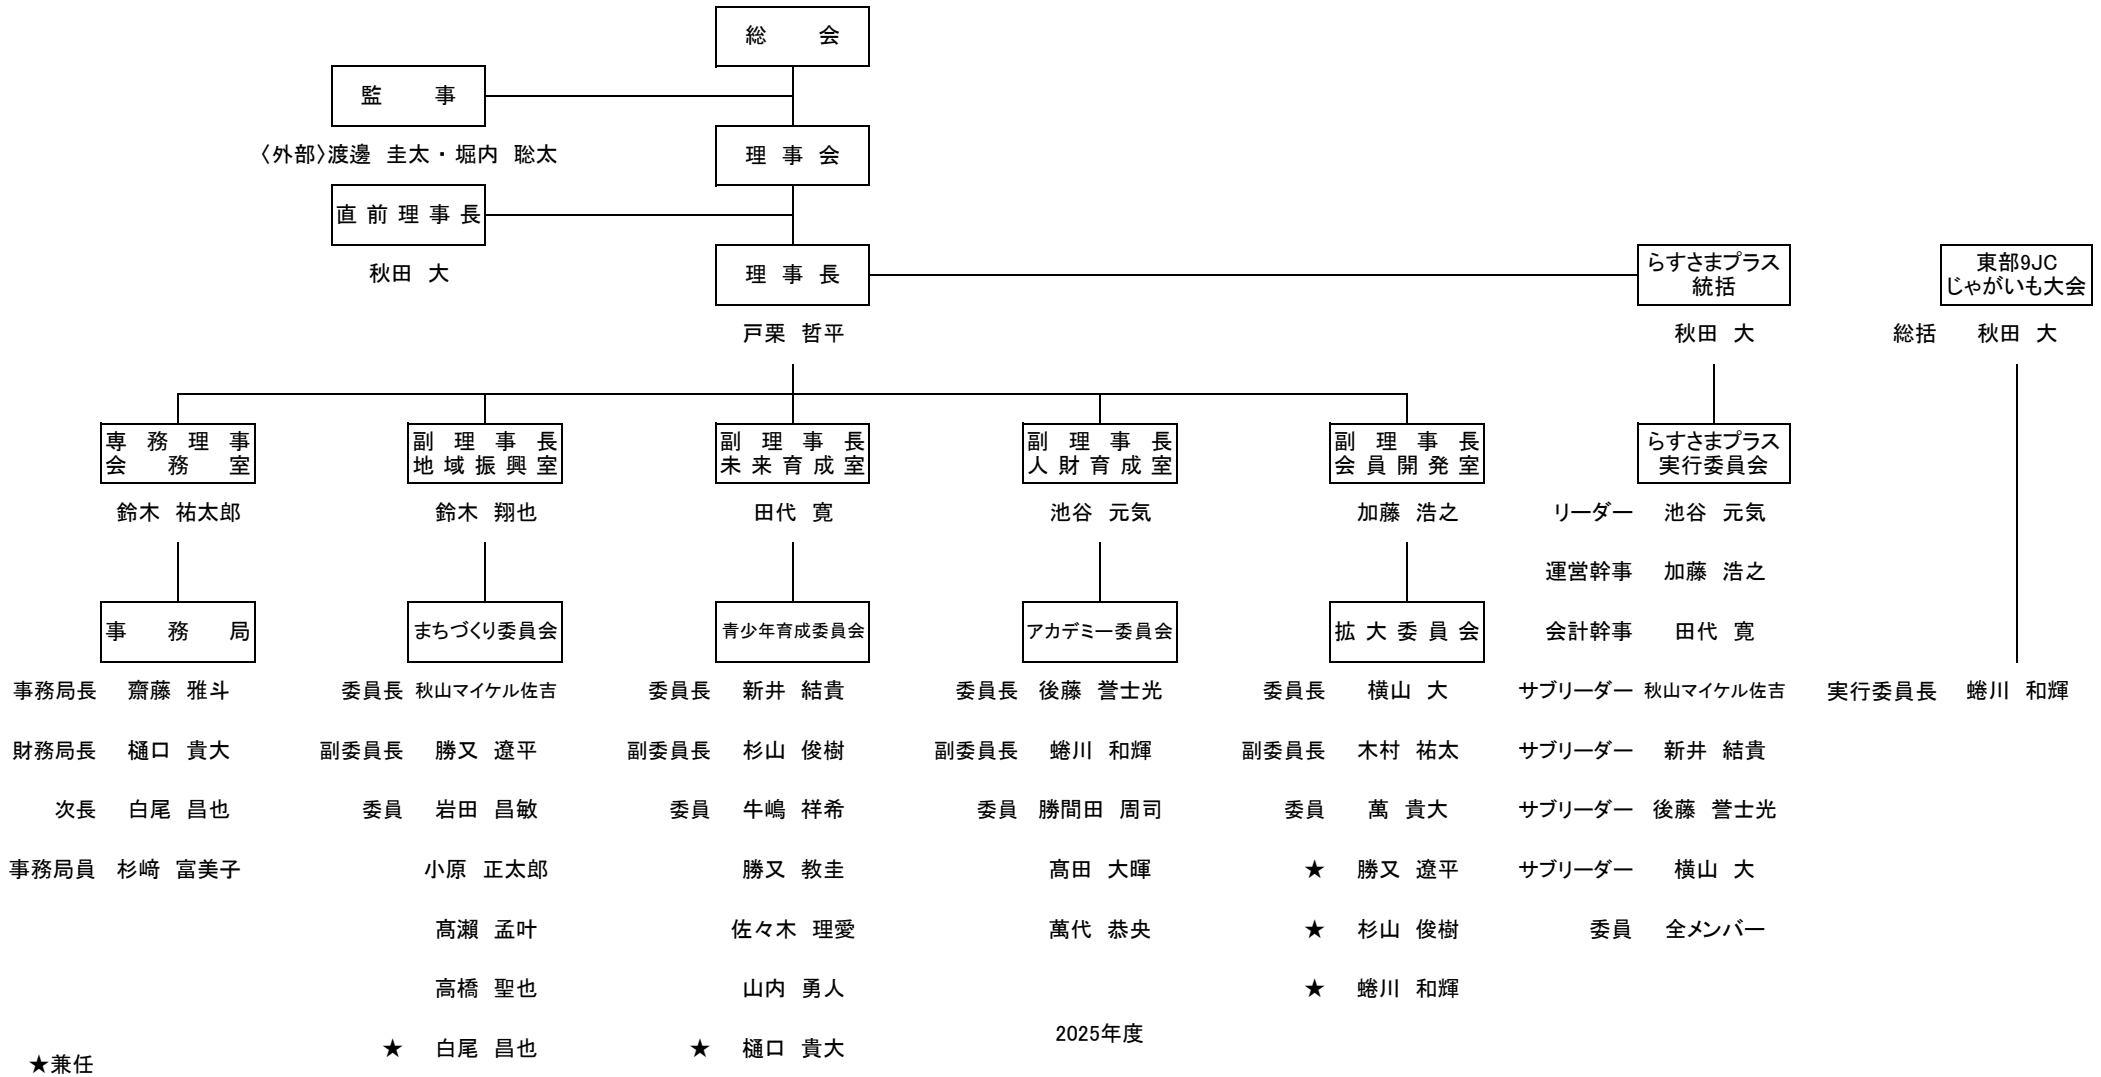 総　会
監　事
〈外部〉渡邊　圭太・堀内　聡太
理 事 会
直 前 理 事 長
秋田　大
理 事 長
戸栗　哲平
らすさまプラス
統括
秋田　大
東部9JC
じゃがいも大会
総括　秋田　大
専 務 理 事
会 務 室
鈴木　祐太郎
副 理 事 長
地 域 振 興 室
鈴木　翔也
副 理 事 長
未 来 育 成 室
田代　寛
副 理 事 長
人 財 育 成 室
池谷　元気
副 理 事 長
会 員 開 発 室
加藤　浩之
らすさまプラス
実行委員会
リーダー　池谷　元気
運営幹事　加藤　浩之
会計幹事　田代　寛
サブリーダー　秋山マイケル佐吉
サブリーダー　新井　結貴
サブリーダー　後藤　誉士光
サブリーダー　横山　大
委員　全メンバー
実行委員長　蜷川　和輝
事 務 局
事務局長　齋藤　雅斗
財務局長　樋口　貴大
次長　白尾　昌也
事務局員　杉﨑　富美子
まちづくり委員会
委員長　秋山マイケル佐吉
副委員長　勝又　遼平
委員　岩田　昌敏
小原　正太郎
髙瀬　孟叶
高橋　聖也
★　白尾　昌也
青少年育成委員会
委員長　新井　結貴
副委員長　杉山　俊樹
委員　牛嶋　祥希
勝又　教圭
佐々木　理愛
山内　勇人
★　樋口　貴大
アカデミー委員会
委員長　後藤　誉士光
副委員長　蜷川　和輝
委員　勝間田　周司
髙田　大暉
萬代　恭央
拡 大 委 員 会
委員長　横山　大
副委員長　木村　祐太
委員　萬　貴大
★　勝又　遼平
★　杉山　俊樹
★　蜷川　和輝
2025年度
★兼任